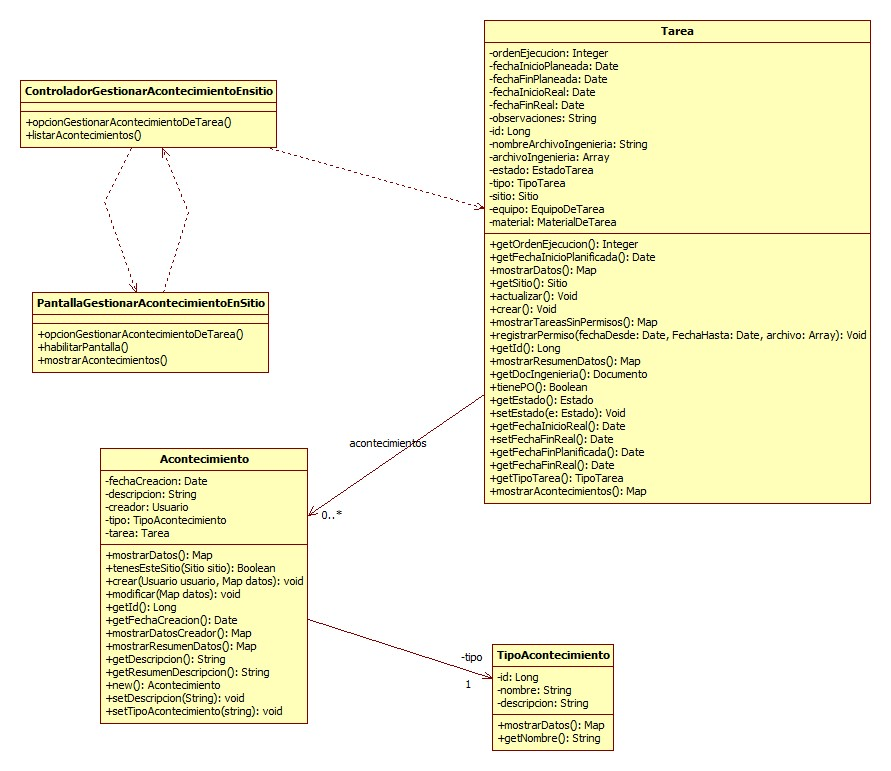 Tarea
-ordenEjecucion: Integer
-fechaInicioPlaneada: Date
-fechaFinPlaneada: Date
-fechaInicioReal: Date
-fechaFinReal: Date
-observaciones: String
-id: Long
-nombreArchivoIngenieria: String
-archivoIngenieria: Array
-estado: EstadoTarea
-tipo: TipoTarea
-sitio: Sitio
-equipo: EquipoDeTarea
-material: MaterialDeTarea
+getOrdenEjecucion(): Integer
+getFechaInicioPlanificada(): Date
+mostrarDatos(): Map
+getSitio(): Sitio
+actualizar(): Void
+crear(): Void
+mostrarTareasSinPermisos(): Map
+registrarPermiso(fechaDesde: Date, FechaHasta: Date, archivo: Array): Void
+getId(): Long
+mostrarResumenDatos(): Map
+getDocIngenieria(): Documento
+tienePO(): Boolean
+getEstado(): Estado
+setEstado(e: Estado): Void
+getFechaInicioReal(): Date
+setFechaFinReal(): Date
+getFechaFinPlanificada(): Date
+getFechaFinReal(): Date
+getTipoTarea(): TipoTarea
+mostrarAcontecimientos(): Map
ControladorGestionarAcontecimientoEnsitio
+opcionGestionarAcontecimientoDeTarea()
+listarAcontecimientos()
PantallaGestionarAcontecimientoEnSitio
+opcionGestionarAcontecimientoDeTarea()
+habilitarPantalla()
+mostrarAcontecimientos()
acontecimientos
0..*
Acontecimiento
-fechaCreacion: Date
-descripcion: String
-creador: Usuario
-tipo: TipoAcontecimiento
-tarea: Tarea
+mostrarDatos(): Map
+tenesEsteSitio(Sitio sitio): Boolean
+crear(Usuario usuario, Map datos): void
+modificar(Map datos): void
+getId(): Long
+getFechaCreacion(): Date
+mostrarDatosCreador(): Map
+mostrarResumenDatos(): Map
+getDescripcion(): String
+getResumenDescripcion(): String
+new(): Acontecimiento
+setDescripcion(String): void
+setTipoAcontecimiento(string): void
-tipo
1
TipoAcontecimiento
-id: Long
-nombre: String
-descripcion: String
+mostrarDatos(): Map
+getNombre(): String